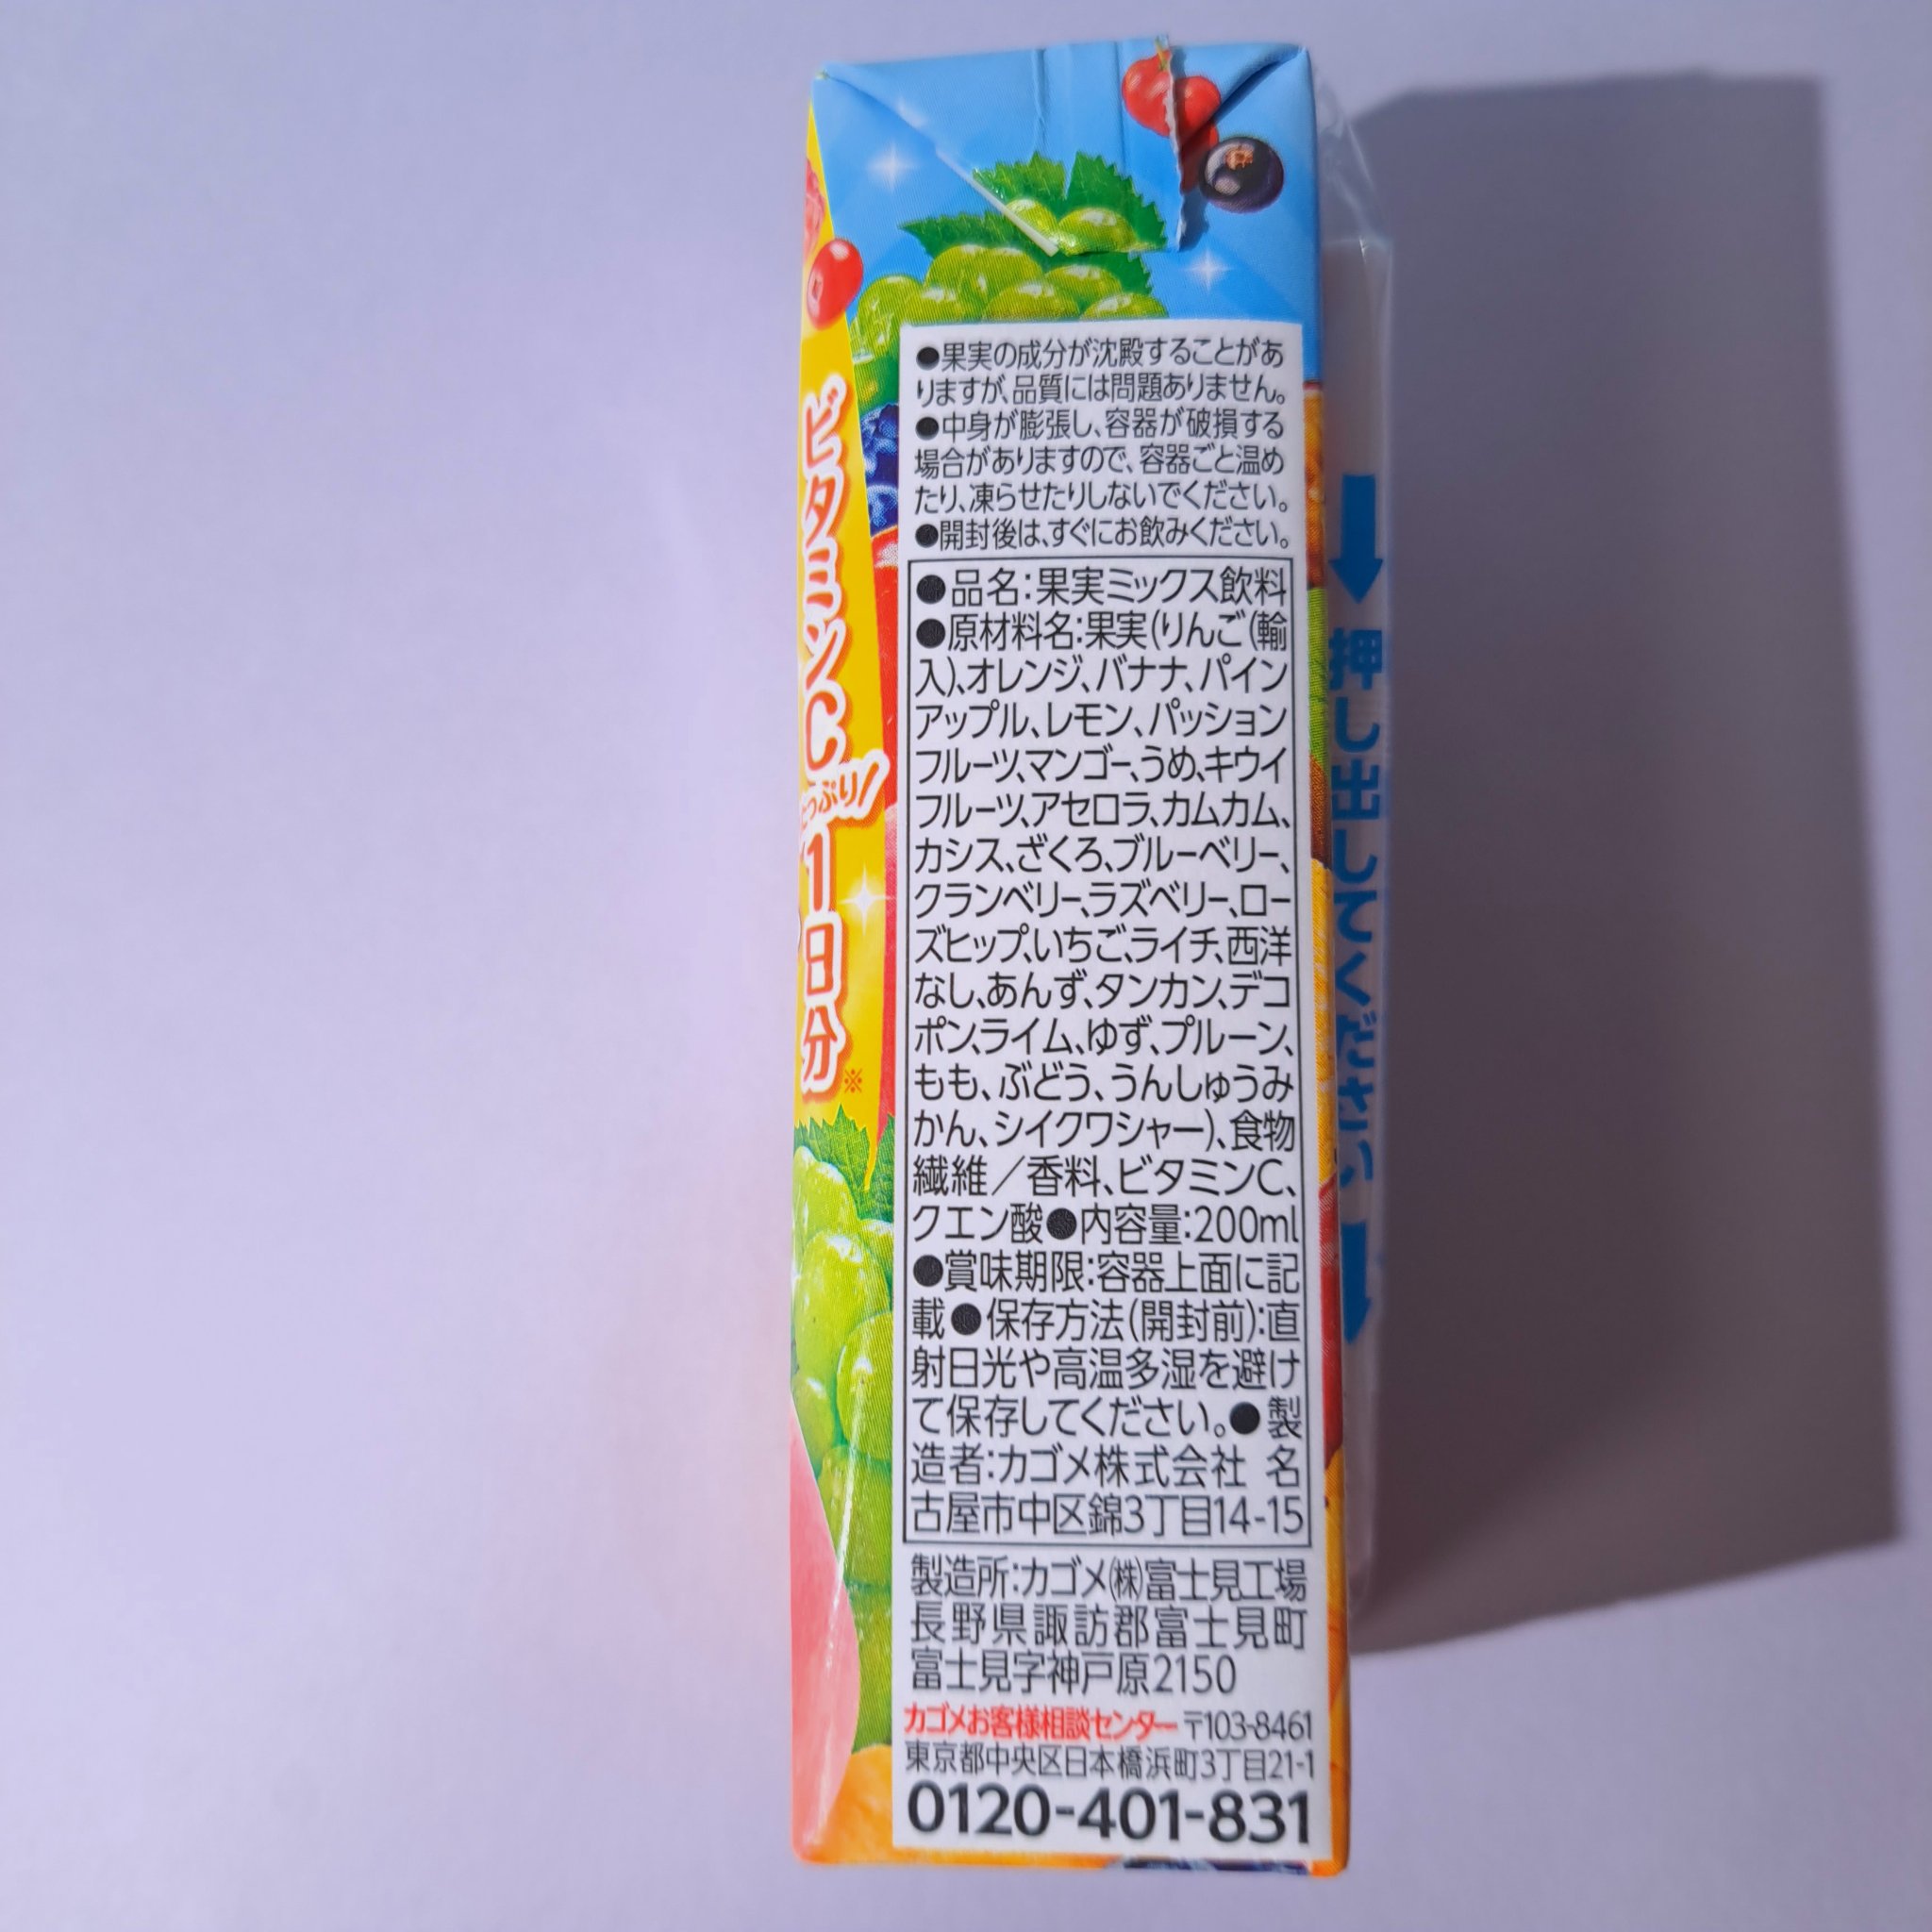 ●果実の成分が沈殿することがあ
りますが、品質には問題ありません。
●中身が膨張し、容器が破損する
場合がありますので、容器ごと温め
たり、凍らせたりしないでください。
●開封後は、すぐにお飲みください。
●品名:果実ミックス飲料
●原材料名:果実(りんご(輸
入)、オレンジ、バナナ、パイン
アップル、レモン、パッション
フルーツ、マンゴー、うめ、キウイ
フルーツ、アセロラ、カムカム、
カシス、ざくろ、ブルーベリー、
クランベリー、ラズベリー、ロー
ズヒップ、いちご、ライチ、西洋
なし、あんず、タンカン、デコ
ポン、ライム、ゆず、プルーン、
もも、ぶどう、うんしゅうみ
かん、シイクワシャー)、食物
繊維/香料、ビタミンC、
クエン酸●内容量:200ml
●賞味期限:容器上面に記
載●保存方法(開封前):直
射日光や高温多湿を避け
て保存してください。●製
造者:カゴメ株式会社 名
古屋市中区錦3丁目14-15
製造所:カゴメ(株)富士見工場
長野県諏訪郡富士見町
富士見字神戸原2150
カゴメお客様相談センター 〒103-8461
東京都中央区日本橋浜町3丁目21-1
0120-401-831
ビタミンC
1日分※
押し出してください